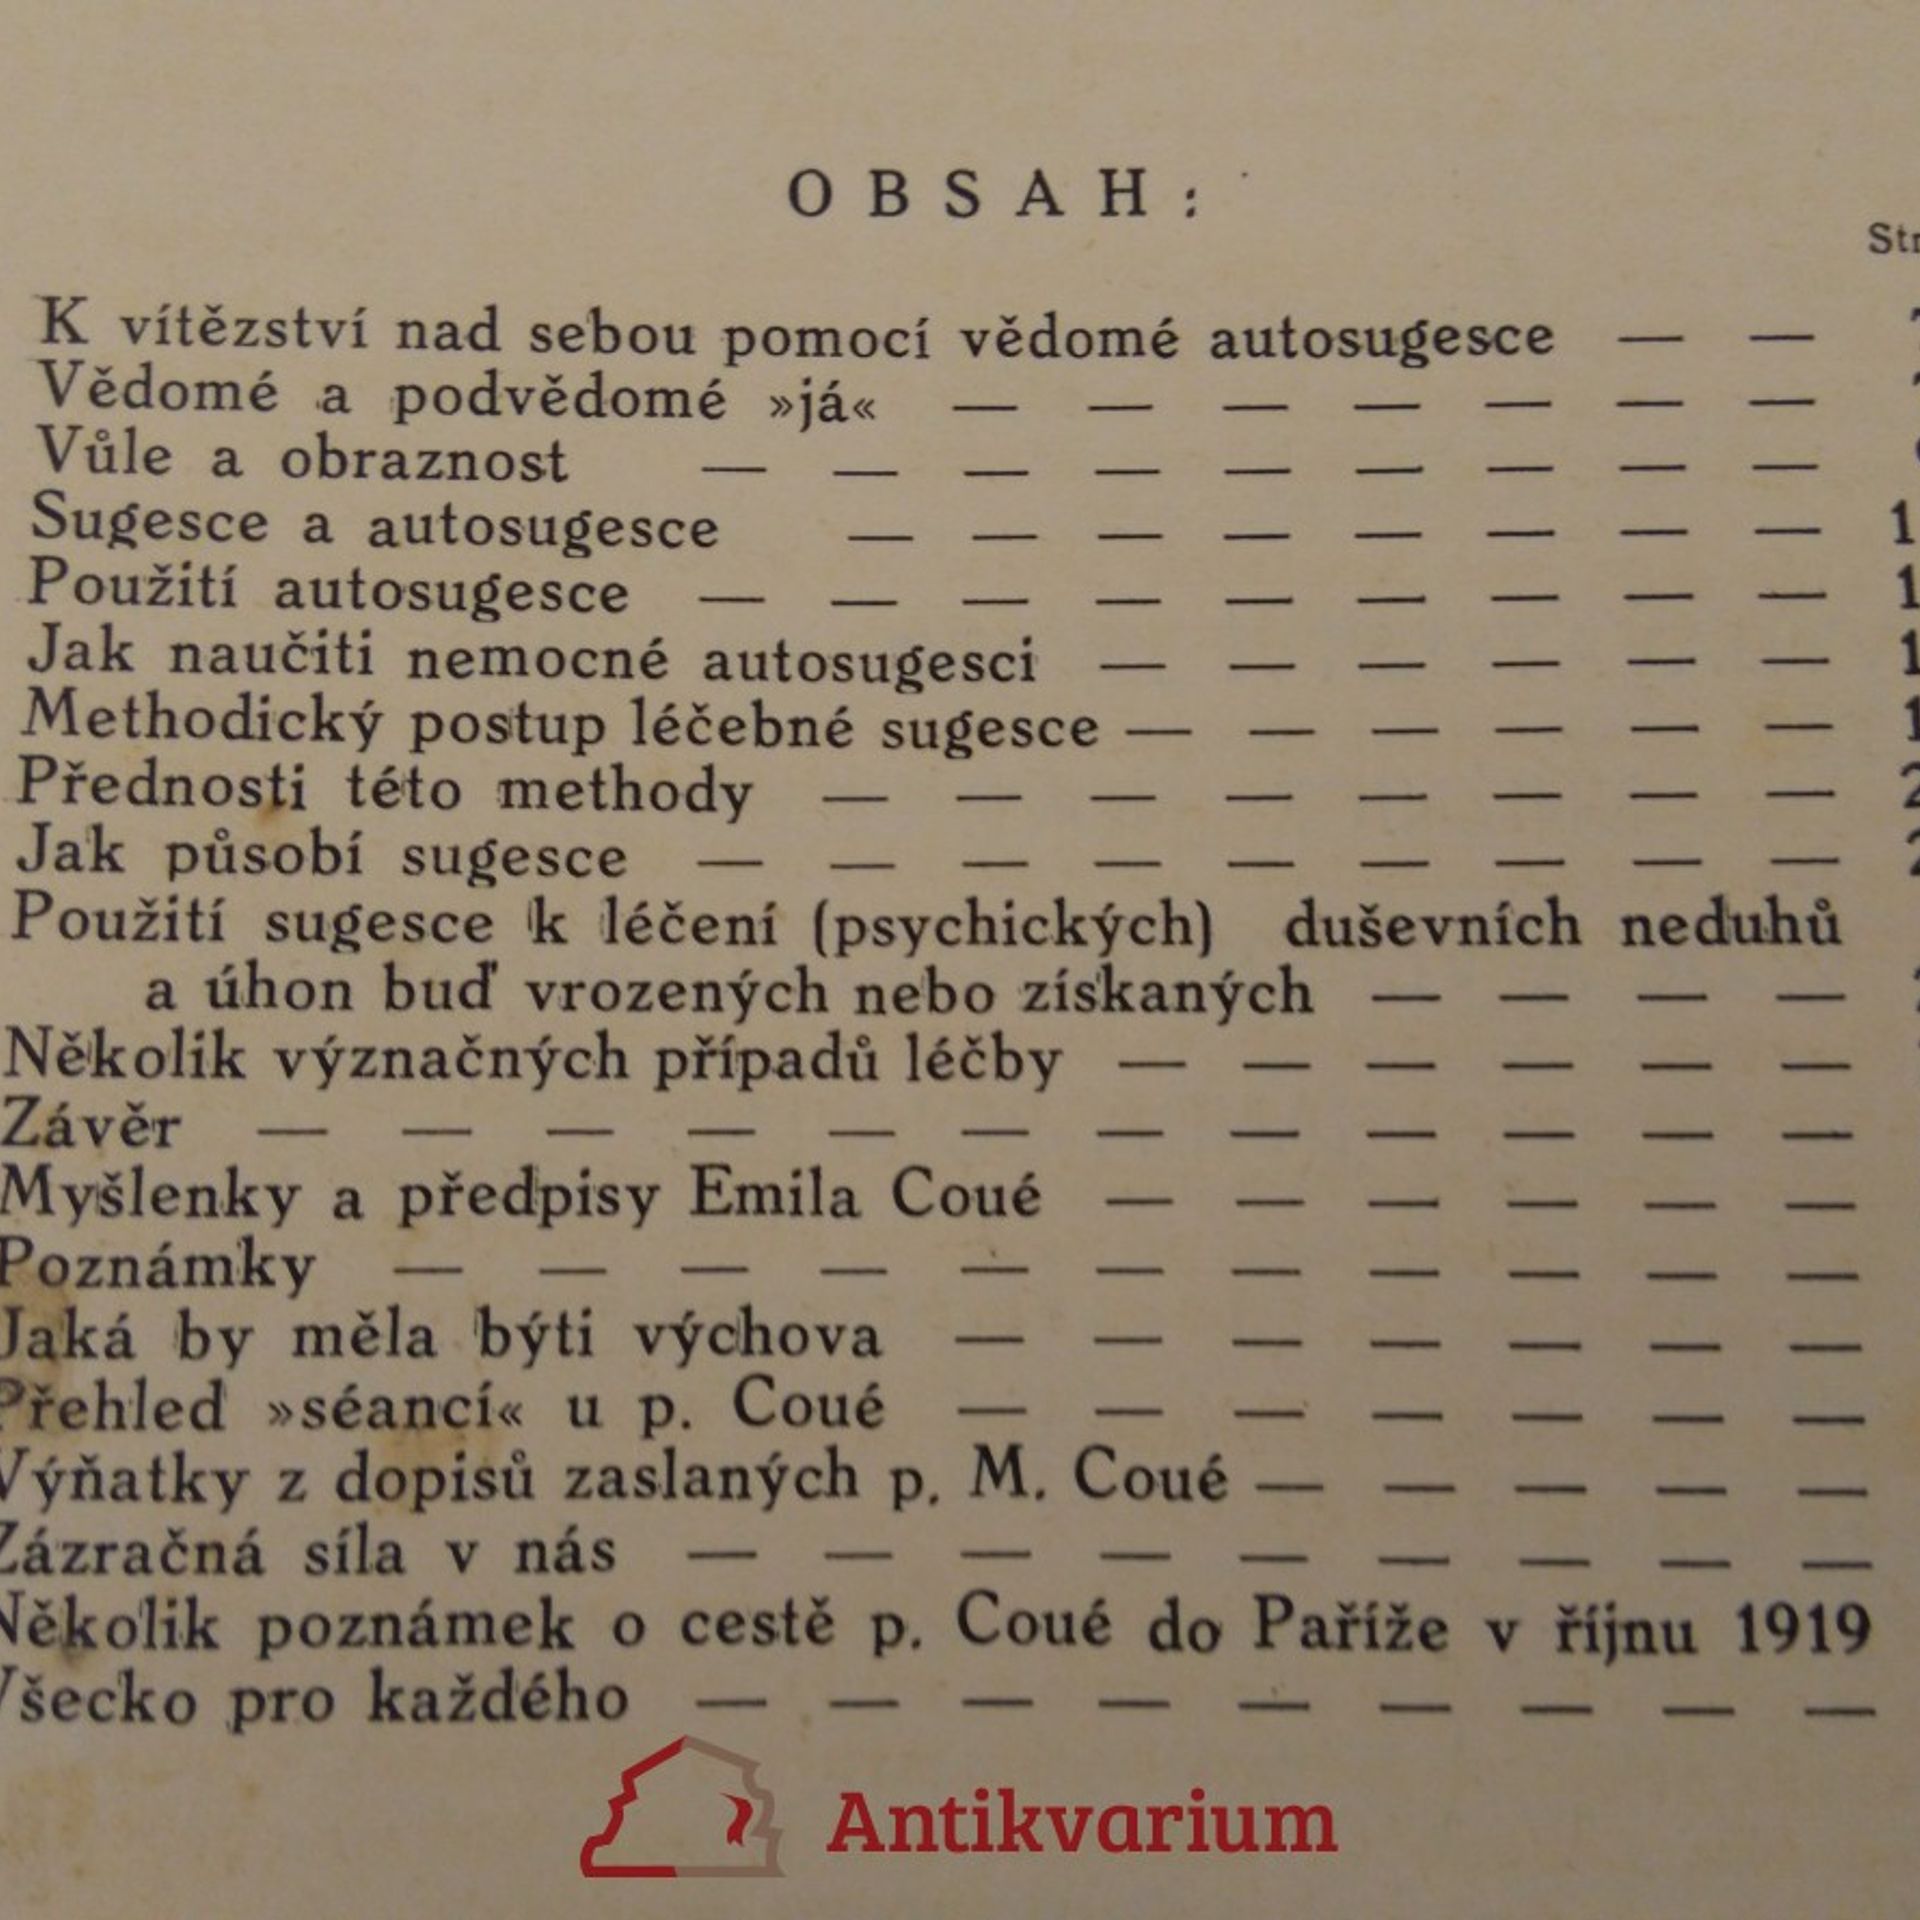 OBSAH:
K vítězství nad sebou pomocí vědomé autosugesce — —
Vědomé a podvědomé »já« — — — — — — —
Vůle a obraznost — — — — — — — — —
Sugesce a autosugesce — — — — — — — —
Použití autosugesce — — — — — — — — —
Jak naučiti nemocné autosugesci — — — — — —
Methodický postup léčebné sugesce — — — — — —
Přednosti této methody — — — — — — — —
Jak působí sugesce — — — — — — — — —
Použití sugesce k léčení (psychických) duševních neduhů
a úhon buď vrozených nebo získaných — — — —
Několik význačných případů léčby — — — — — —
Závěr — — — — — — — — — — — —
Myšlenky a předpisy Emila Coué — — — — — —
Poznámky — — — — — — — — — — —
Jaká by měla býti výchova — — — — — — —
Přehled »séancí« u p. Coué — — — — — — —
Výňatky z dopisů zaslaných p. M. Coué — — — — —
Zázračná síla v nás — — — — — — — — —
Několik poznámek o cestě p. Coué do Paříže v říjnu 1919
Všecko pro každého — — — — — — — — —
Antikvarium